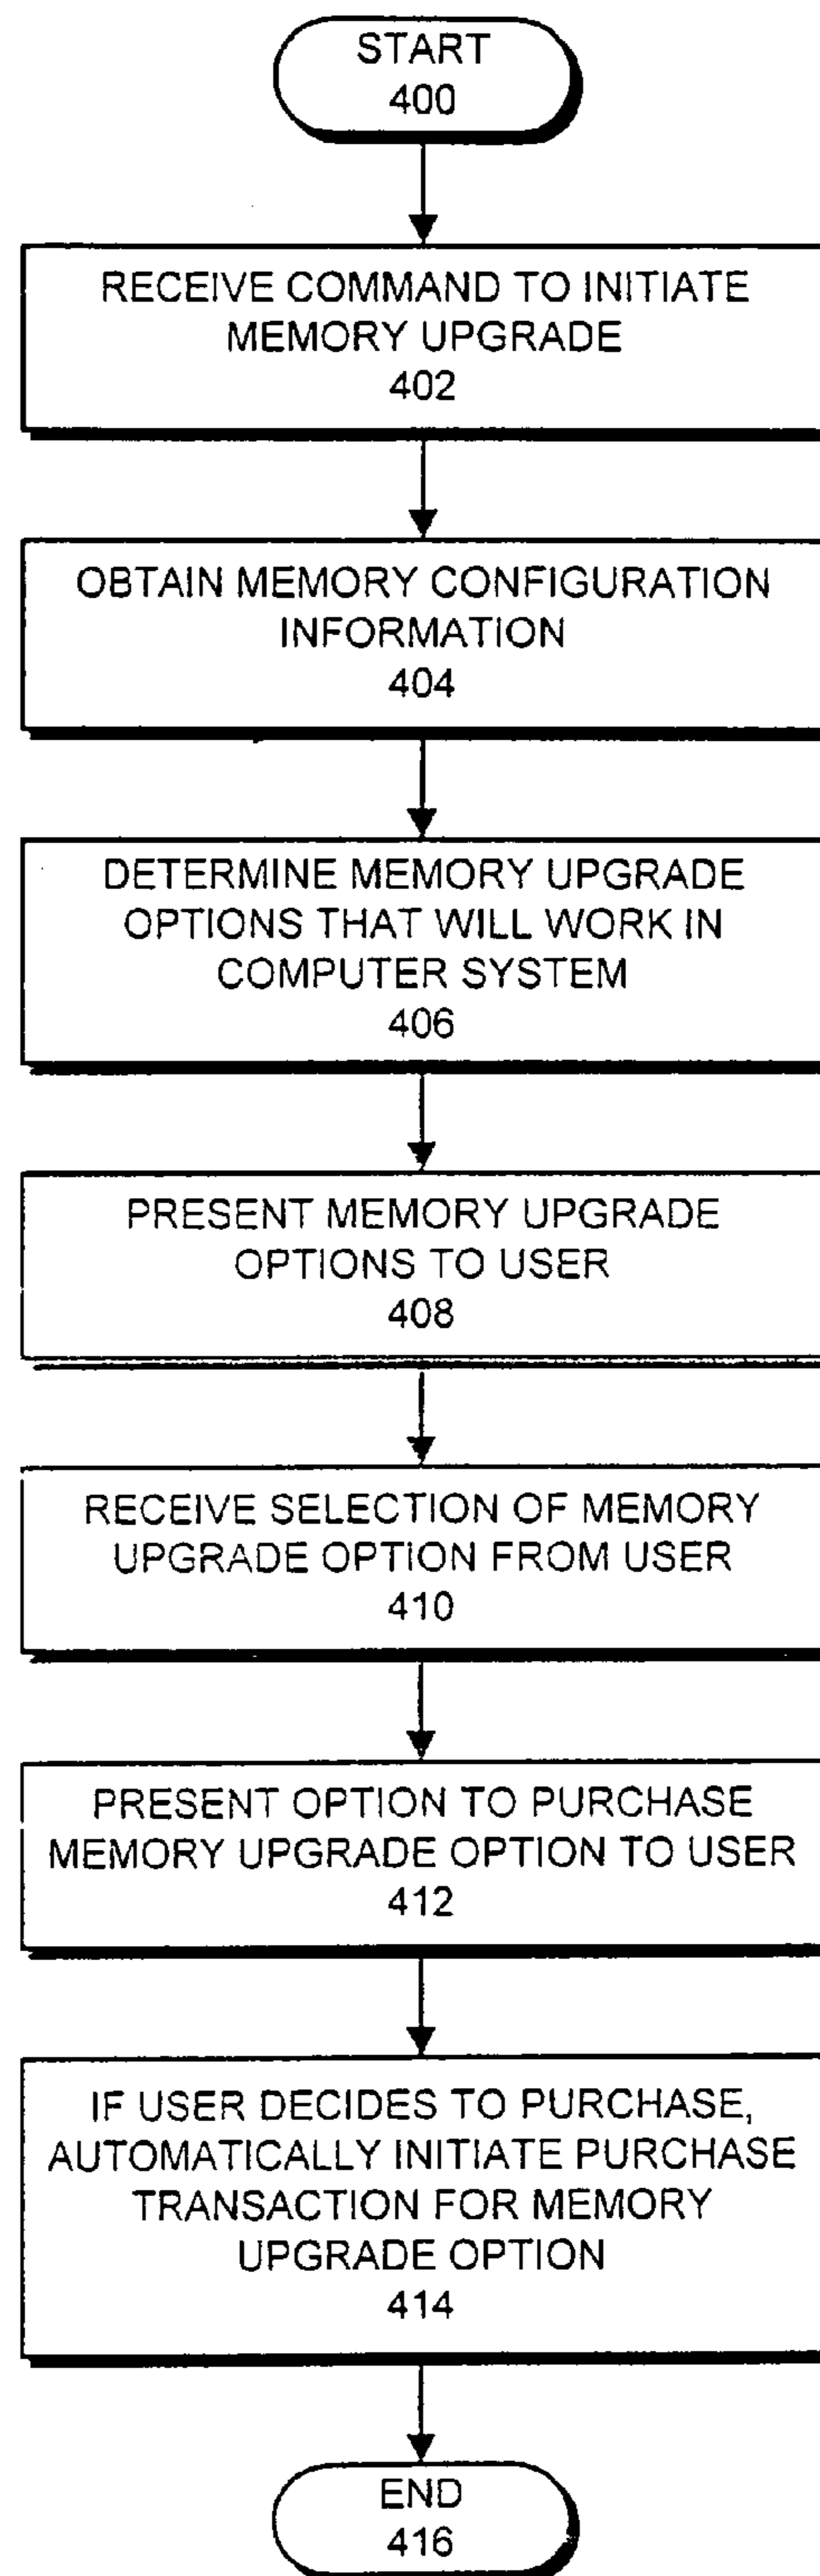 START
400
RECEIVE COMMAND TO INITIATE
MEMORY UPGRADE
402
OBTAIN MEMORY CONFIGURATION
INFORMATION
404
DETERMINE MEMORY UPGRADE
OPTIONS THAT WILL WORK IN
COMPUTER SYSTEM
406
PRESENT MEMORY UPGRADE
OPTIONS TO USER
408
RECEIVE SELECTION OF MEMORY
UPGRADE OPTION FROM USER
410
PRESENT OPTION TO PURCHASE
MEMORY UPGRADE OPTION TO USER
412
IF USER DECIDES TO PURCHASE,
AUTOMATICALLY INITIATE PURCHASE
TRANSACTION FOR MEMORY
UPGRADE OPTION
414
END
416